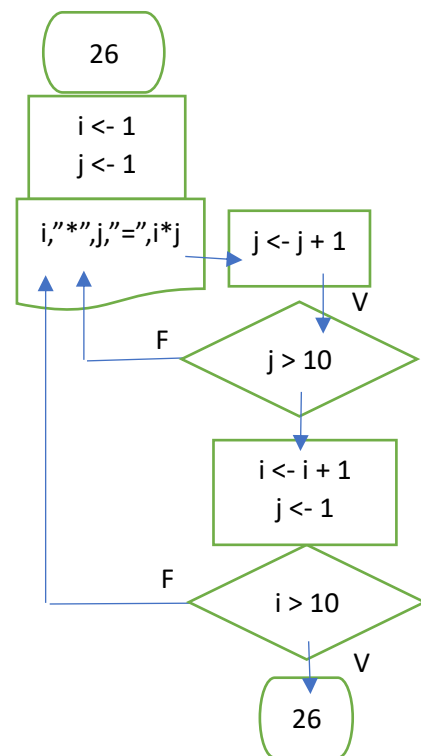 26
i <- 1
j <- 1
i,”*”,j,”=”,i*j
j <- j + 1
V
F
j > 10
i <- i + 1
j <- 1
F
i > 10
V
26